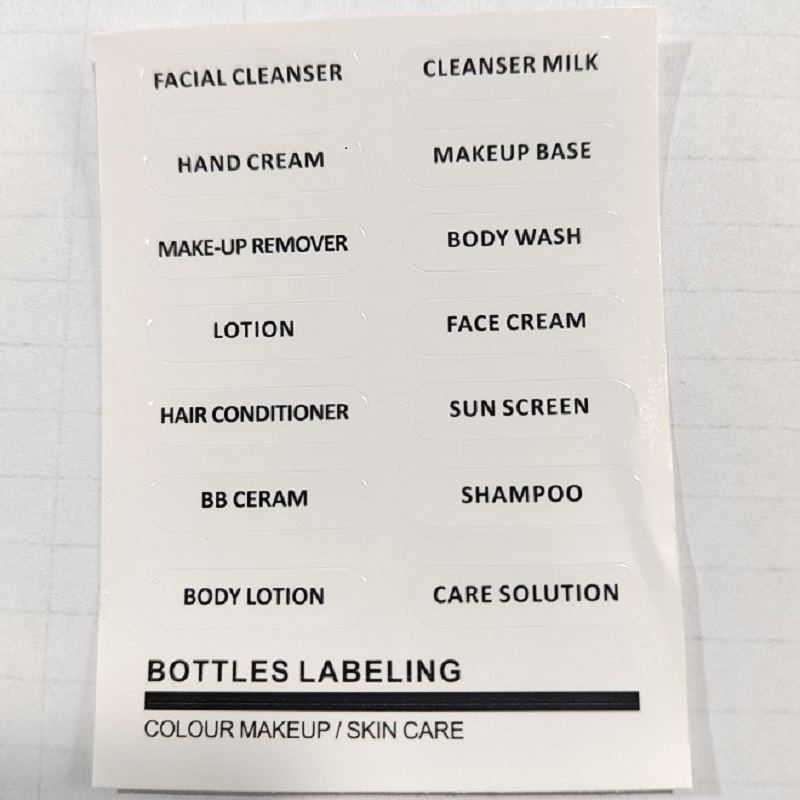 FACIAL CLEANSER
CLEANSER MILK
HAND CREAM
MAKEUP BASE
MAKE-UP REMOVER
BODY WASH
LOTION
FACE CREAM
HAIR CONDITIONER
SUN SCREEN
BB CERAM
SHAMPOO
BODY LOTION
CARE SOLUTION
BOTTLES LABELING
COLOUR MAKEUP / SKIN CARE